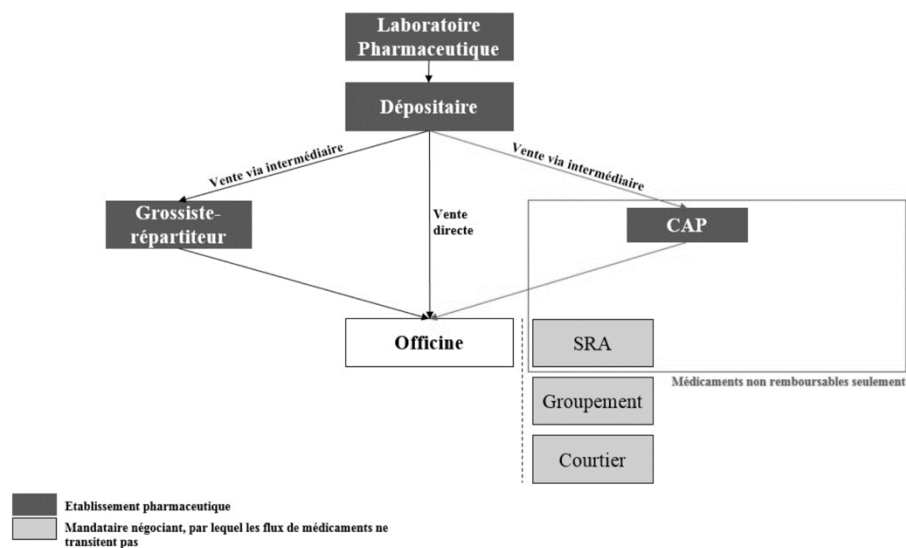 Laboratoire
Pharmaceutique
Dépositaire
Vente via intermédiaire
Vente via intermédiaire
Grossiste-
répartiteur
Vente
directe
CAP
Officine
SRA
Médicaments non remboursables seulement
Groupement
Courtier
Etablissement pharmaceutique
Mandataire négociant, par lequel les flux de médicaments ne
transitent pas